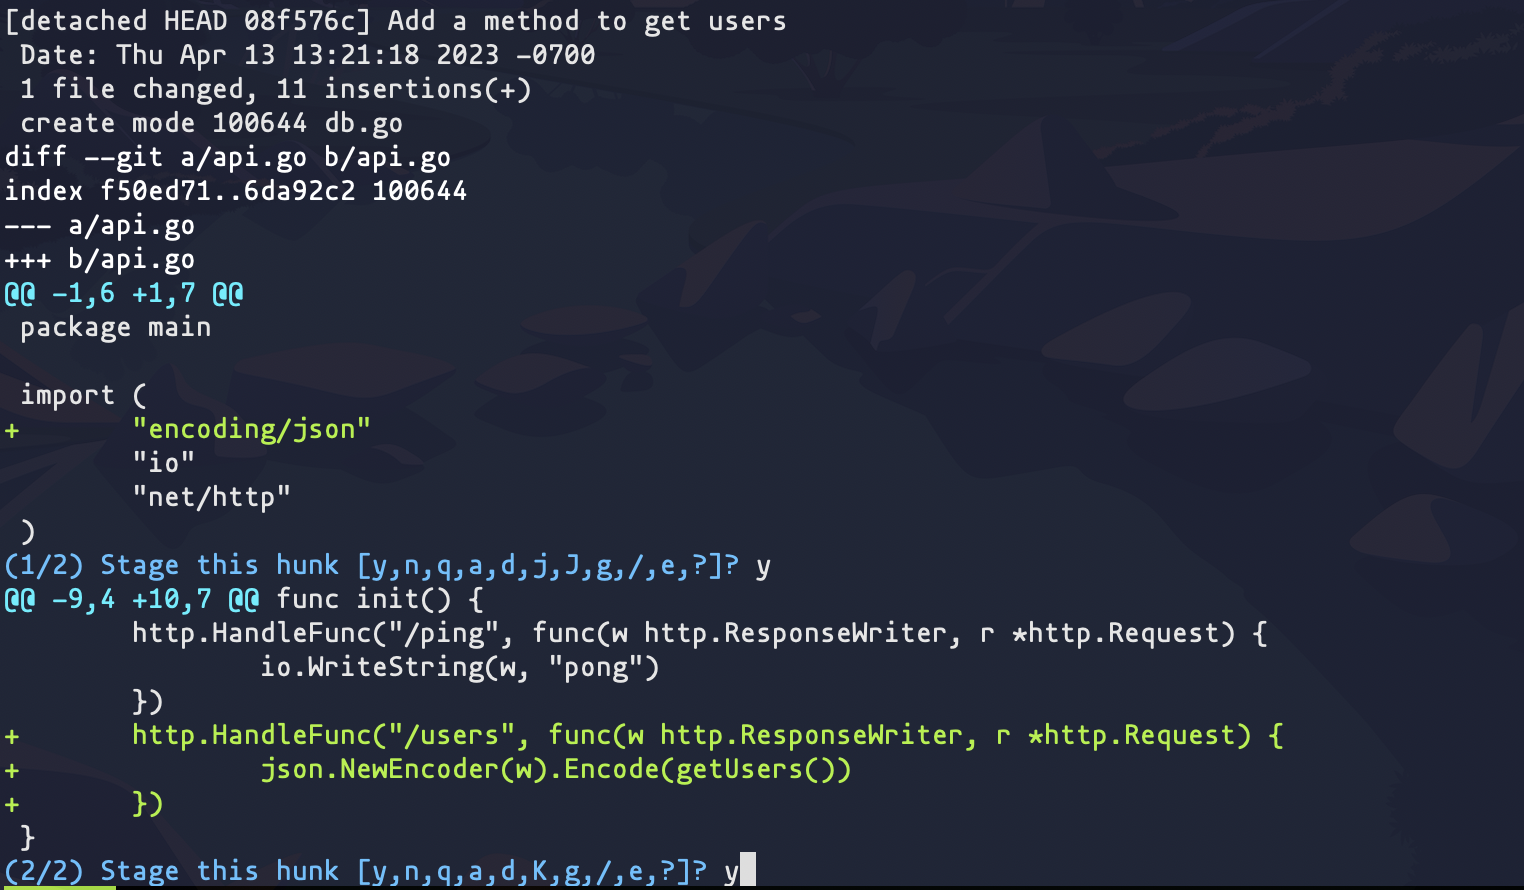 [detached HEAD 08f576c] Add a method to get users
 Date: Thu Apr 13 13:21:18 2023 -0700
 1 file changed, 11 insertions(+)
 create mode 100644 db.go
diff --git a/api.go b/api.go
index f50ed71..6da92c2 100644
--- a/api.go
+++ b/api.go
@@ -1,6 +1,7 @@
 package main

 import (
+       "encoding/json"
        "io"
        "net/http"
 )
(1/2) Stage this hunk [y,n,q,a,d,j,J,g,/,e,?]? y
@@ -9,4 +10,7 @@ func init() {
        http.HandleFunc("/ping", func(w http.ResponseWriter, r *http.Request) {
                io.WriteString(w, "pong")
        })
+       http.HandleFunc("/users", func(w http.ResponseWriter, r *http.Request) {
+               json.NewEncoder(w).Encode(getUsers())
+       })
 }
(2/2) Stage this hunk [y,n,q,a,d,K,g,/,e,?]? y